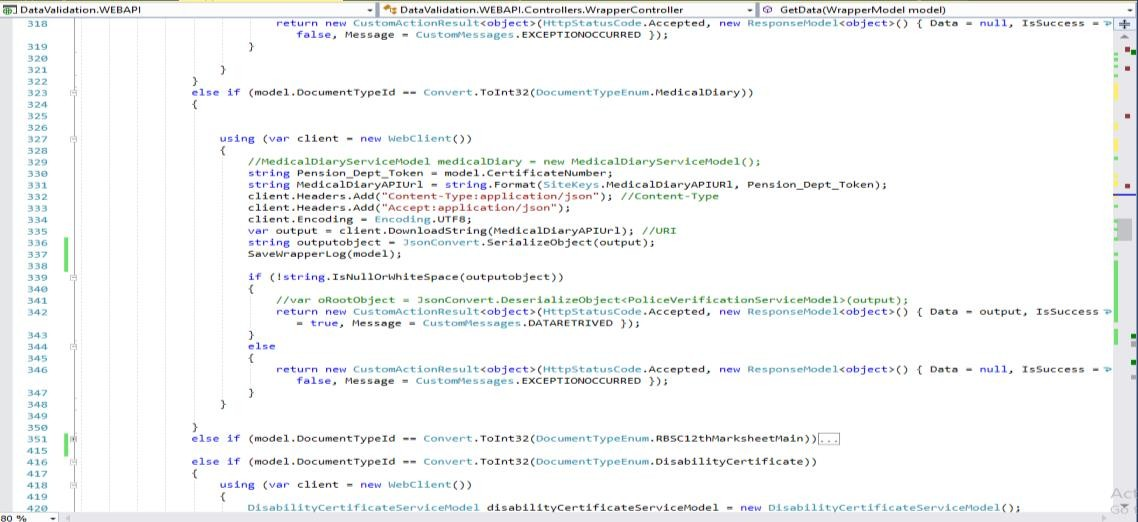 DataValidation.WEBAPI
DataValidation.WEBAPI.Controllers.WrapperController
GetData(WrapperModel model)
318 return new CustomActionResult<object>(HttpStatusCode.Accepted, new ResponseModel<object>() { Data = null, IsSuccess =
false, Message = CustomMessages.EXCEPTIONOCCURRED });
319 }
320
321 }
322 }
323 else if (model.DocumentTypeId == Convert.ToInt32(DocumentTypeEnum.MedicalDiary))
324 {
325
326
327 using (var client = new WebClient())
328 {
329 //MedicalDiaryServiceModel medicalDiary = new MedicalDiaryServiceModel();
330 string Pension_Dept_Token = model.CertificateNumber;
331 string MedicalDiaryAPIUrl = string.Format(SiteKeys.MedicalDiaryAPIURl, Pension_Dept_Token);
332 client.Headers.Add("Content-Type:application/json"); //Content-Type
333 client.Headers.Add("Accept:application/json");
334 client.Encoding = Encoding.UTF8;
335 var output = client.DownloadString(MedicalDiaryAPIUrl); //URI
336 string outputobject = JsonConvert.SerializeObject(output);
337 SaveWrapperLog(model);
338
339 if (!string.IsNullOrWhiteSpace(outputobject))
340 {
341 //var oRootObject = JsonConvert.DeserializeObject<PoliceVerificationServiceModel>(output);
342 return new CustomActionResult<object>(HttpStatusCode.Accepted, new ResponseModel<object>() { Data = output, IsSuccess
= true, Message = CustomMessages.DATARETRIVED });
343 }
344 else
345 {
346 return new CustomActionResult<object>(HttpStatusCode.Accepted, new ResponseModel<object>() { Data = null, IsSuccess =
false, Message = CustomMessages.EXCEPTIONOCCURRED });
347 }
348 }
349
350 }
351 else if (model.DocumentTypeId == Convert.ToInt32(DocumentTypeEnum.RBSC12thMarksheetMain))...
415
416 else if (model.DocumentTypeId == Convert.ToInt32(DocumentTypeEnum.DisabilityCertificate))
417 {
418 using (var client = new WebClient())
419 {
420 DisabilityCertificateServiceModel disabilityCertificateServiceModel = new DisabilityCertificateServiceModel();
80 %